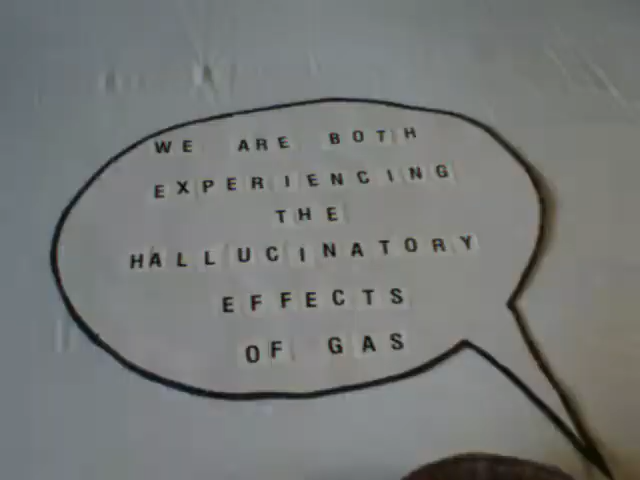 WE ARE BOTH
EXPERIENCING
THE
HALLUCINATORY
EFFECTS
OF GAS